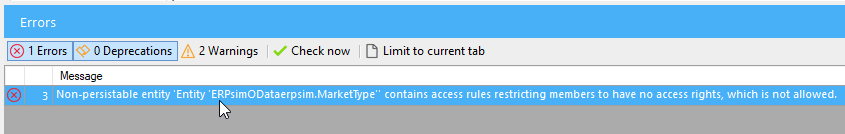 Errors
1 Errors 0 Deprecations 2 Warnings Check now Limit to current tab
Message
3 Non-persistable entity 'Entity 'ERPsimODataerpsim.MarketType'' contains access rules restricting members to have no access rights, which is not allowed.